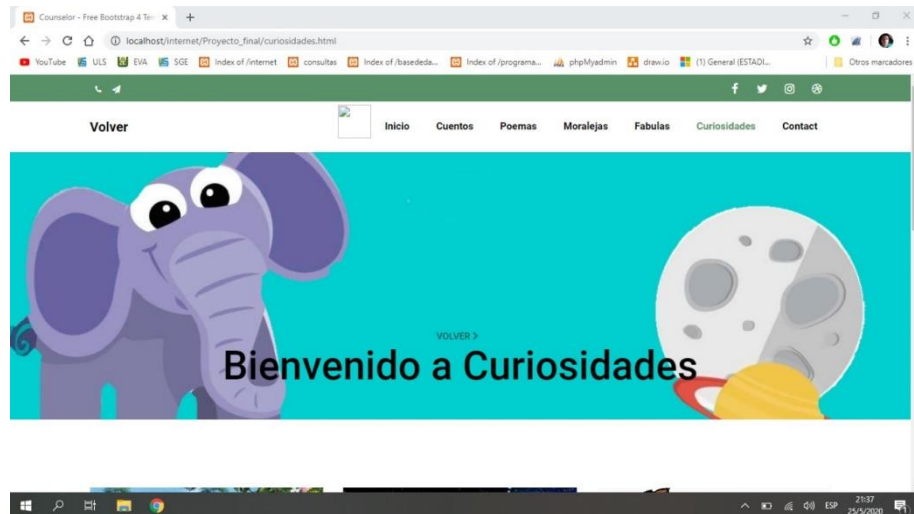 Counselor - Free Bootstrap 4 Te
localhost/internet/Proyecto_final/curiosidades.html
YouTube ULS EVA SGE Index of /internet consultas Index of /basededa... Index of /programa... phpMyadmin draw.io (1) General (ESTADI... Otros marcadores
Volver Inicio Cuentos Poemas Moralejas Fabulas Curiosidades Contact
VOLVER >
Bienvenido a Curiosidades
ESP 21:37
25/5/2020